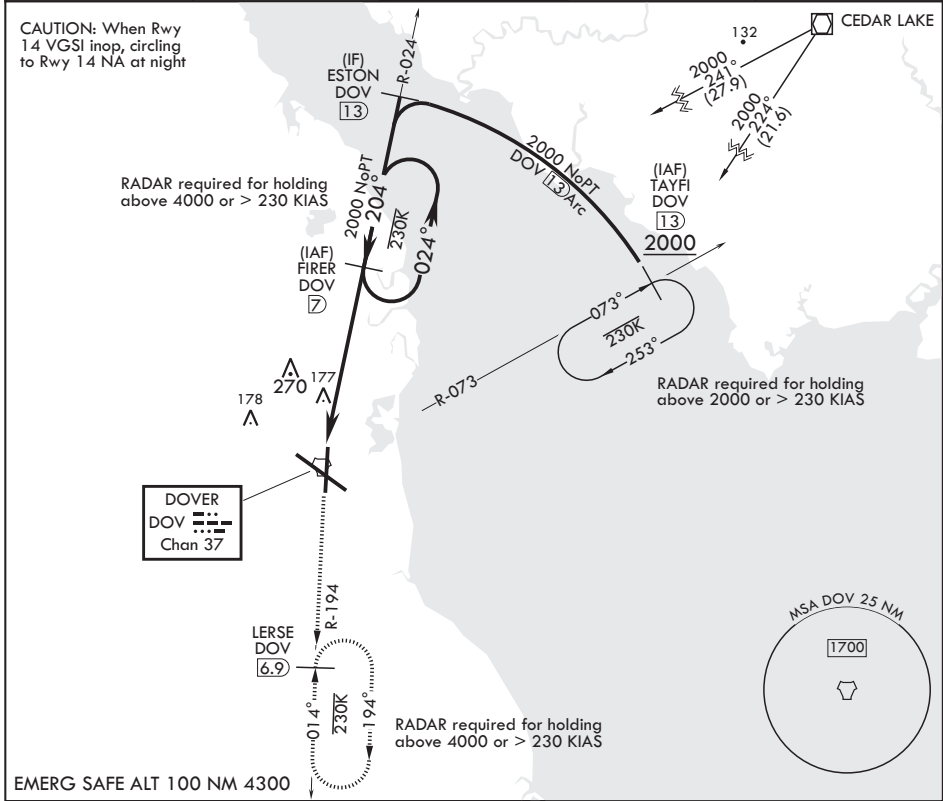 CAUTION: When Rwy
14 VGSI inop, circling
to Rwy 14 NA at night
(IF)
ESTON
DOV
13
R-024
132
CEDAR LAKE
2000
241°
(27.9)
2000
224°
(21.6)
2000 NoPT
DOV 13 Arc
(IAF)
TAYFI
DOV
13
2000
RADAR required for holding
above 4000 or > 230 KIAS
2000 NoPT
204°
230K
024°
(IAF)
FIRER
DOV
7
073°
230K
253°
R-073
RADAR required for holding
above 2000 or > 230 KIAS
270
177
178
DOVER
DOV
Chan 37
R-194
LERSE
DOV
6.9
014°
230K
194°
RADAR required for holding
above 4000 or > 230 KIAS
MSA DOV 25 NM
1700
EMERG SAFE ALT 100 NM 4300